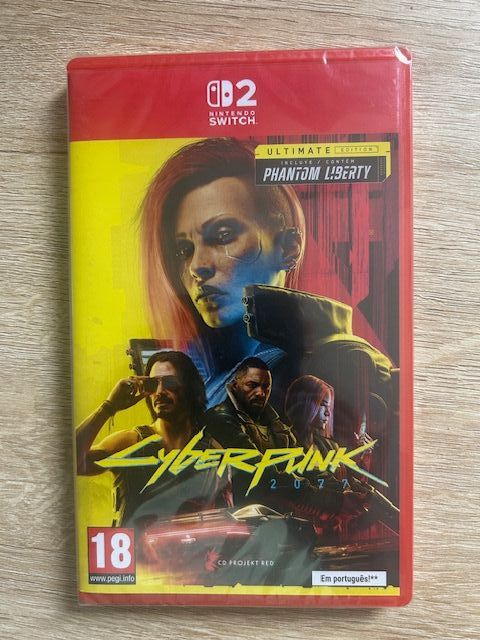 2
NINTENDO
SWITCH
ULTIMATE EDITION
INCLUYE / CONTÉM
PHANTOM LIBERTY
CYBERPUNK
2077
18
www.pegi.info
CD PROJEKT RED
Em português!**